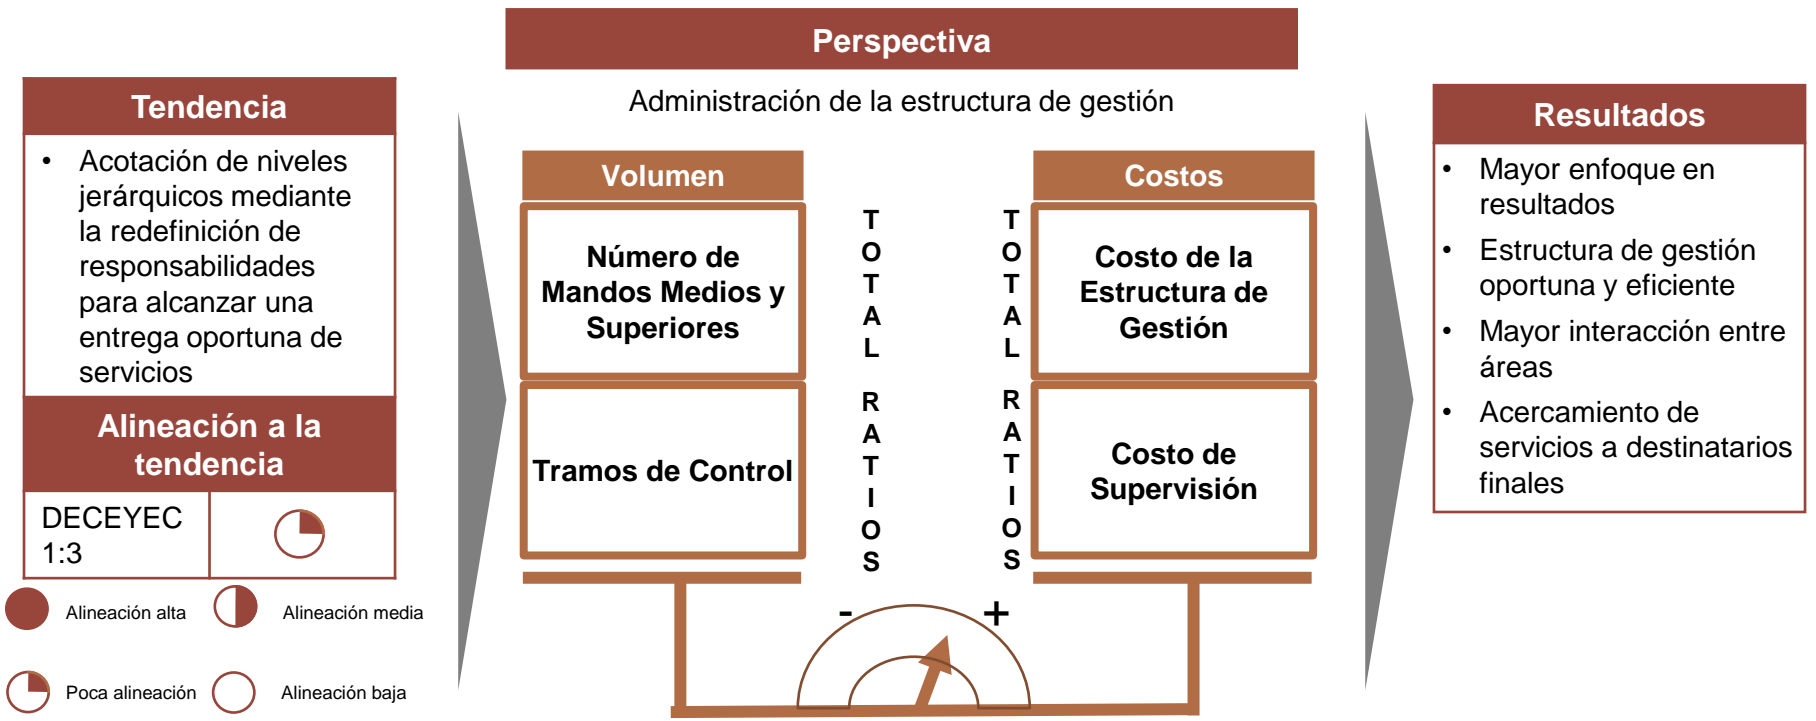 Perspectiva
Administración de la estructura de gestión
Tendencia
• Acotación de niveles
jerárquicos mediante
la redefinición de
responsabilidades
para alcanzar una
entrega oportuna de
servicios
Alineación a la
tendencia
DECEYEC
1:3
Alineación alta
Alineación media
Poca alineación
Alineación baja
Volumen
Número de
Mandos Medios y
Superiores
Tramos de Control
TOTAL RATIOS
TOTAL RATIOS
Costos
Costo de la
Estructura de
Gestión
Costo de
Supervisión
- +
Resultados
• Mayor enfoque en
resultados
• Estructura de gestión
oportuna y eficiente
• Mayor interacción entre
áreas
• Acercamiento de
servicios a destinatarios
finales